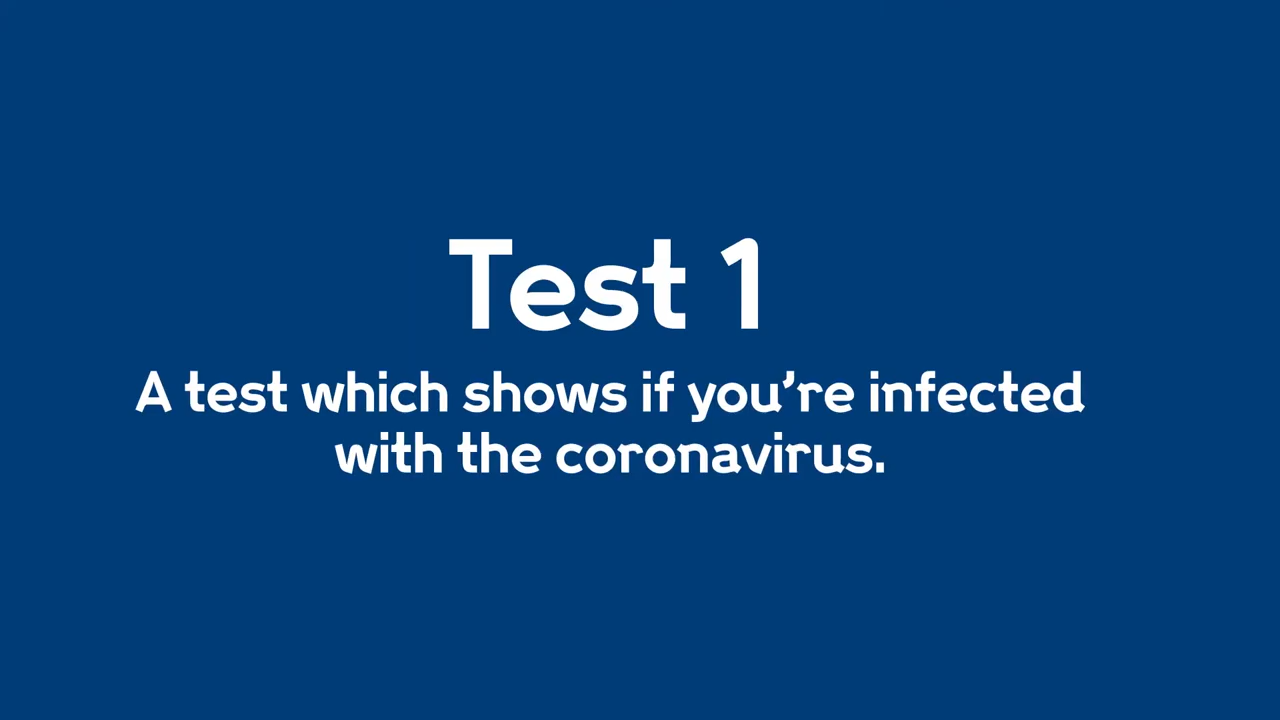 Test 1
A test which shows if you’re infected
with the coronavirus.